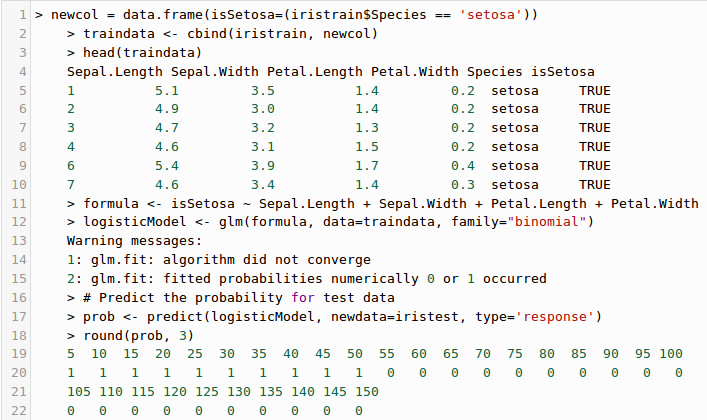 1 > newcol = data.frame(isSetosa=(iristrain$Species == 'setosa'))
2 > traindata <- cbind(iristrain, newcol)
3 > head(traindata)
4 Sepal.Length Sepal.Width Petal.Length Petal.Width Species isSetosa
5 1 5.1 3.5 1.4 0.2 setosa TRUE
6 2 4.9 3.0 1.4 0.2 setosa TRUE
7 3 4.7 3.2 1.3 0.2 setosa TRUE
8 4 4.6 3.1 1.5 0.2 setosa TRUE
9 6 5.4 3.9 1.7 0.4 setosa TRUE
10 7 4.6 3.4 1.4 0.3 setosa TRUE
11 > formula <- isSetosa ~ Sepal.Length + Sepal.Width + Petal.Length + Petal.Width
12 > logisticModel <- glm(formula, data=traindata, family="binomial")
13 Warning messages:
14 1: glm.fit: algorithm did not converge
15 2: glm.fit: fitted probabilities numerically 0 or 1 occurred
16 > # Predict the probability for test data
17 > prob <- predict(logisticModel, newdata=iristest, type='response')
18 > round(prob, 3)
19 5 10 15 20 25 30 35 40 45 50 55 60 65 70 75 80 85 90 95 100
20 1 1 1 1 1 1 1 1 1 1 0 0 0 0 0 0 0 0 0 0
21 105 110 115 120 125 130 135 140 145 150
22 0 0 0 0 0 0 0 0 0 0